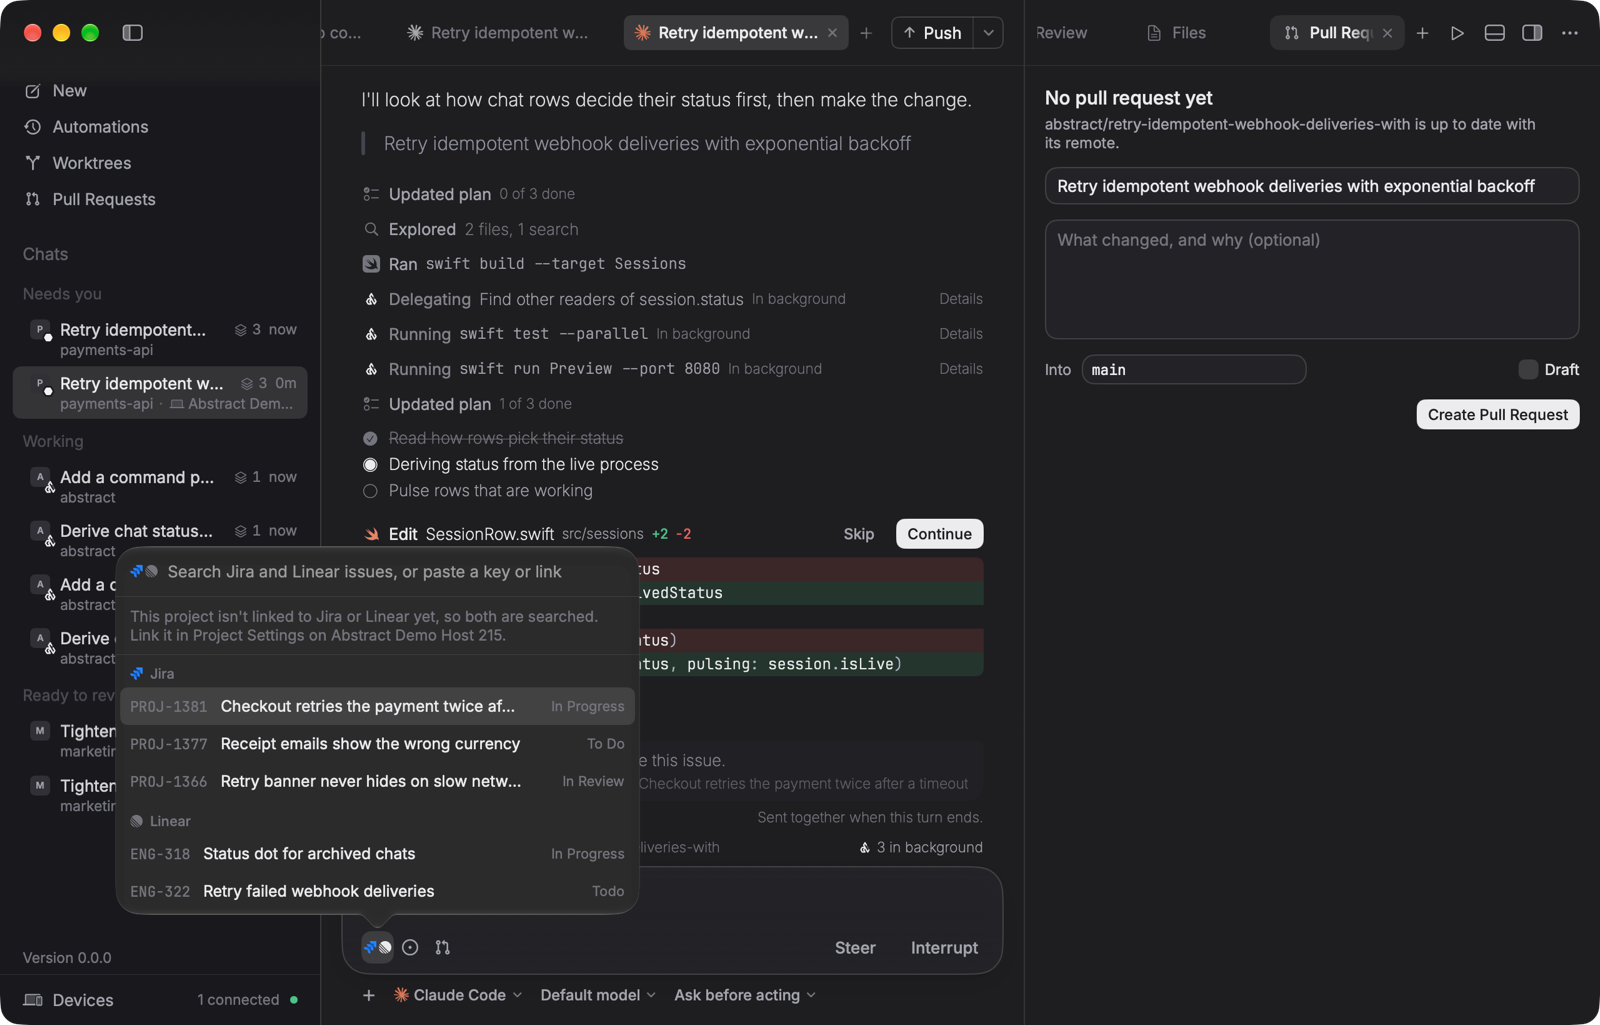 New
Automations
Worktrees
Pull Requests
Chats
Needs you
P Retry idempotent... 3 now
payments-api
P Retry idempotent w... 3 0m
payments-api · Abstract Dem...
Working
A Add a command p... 1 now
abstract
A Derive chat status... 1 now
abstract
A Add a c
abstract
A Derive
abstract
Ready to rev
M Tighten
marketin
M Tighten
marketin
Version 0.0.0
Devices 1 connected
co... Retry idempotent w... Retry idempotent w... Push
I'll look at how chat rows decide their status first, then make the change.
Retry idempotent webhook deliveries with exponential backoff
Updated plan 0 of 3 done
Explored 2 files, 1 search
Ran swift build --target Sessions
Delegating Find other readers of session.status In background Details
Running swift test --parallel In background Details
Running swift run Preview --port 8080 In background Details
Updated plan 1 of 3 done
Read how rows pick their status
Deriving status from the live process
Pulse rows that are working
Edit SessionRow.swift src/sessions +2 -2 Skip Continue
tus
ivedStatus
tatus)
tatus, pulsing: session.isLive)
e this issue.
Checkout retries the payment twice after a timeout
Sent together when this turn ends.
liveries-with 3 in background
Search Jira and Linear issues, or paste a key or link
This project isn't linked to Jira or Linear yet, so both are searched.
Link it in Project Settings on Abstract Demo Host 215.
Jira
PROJ-1381 Checkout retries the payment twice af... In Progress
PROJ-1377 Receipt emails show the wrong currency To Do
PROJ-1366 Retry banner never hides on slow netw... In Review
Linear
ENG-318 Status dot for archived chats In Progress
ENG-322 Retry failed webhook deliveries Todo
Steer Interrupt
Claude Code Default model Ask before acting
Review Files Pull Req
No pull request yet
abstract/retry-idempotent-webhook-deliveries-with is up to date with
its remote.
Retry idempotent webhook deliveries with exponential backoff
What changed, and why (optional)
Into main Draft
Create Pull Request